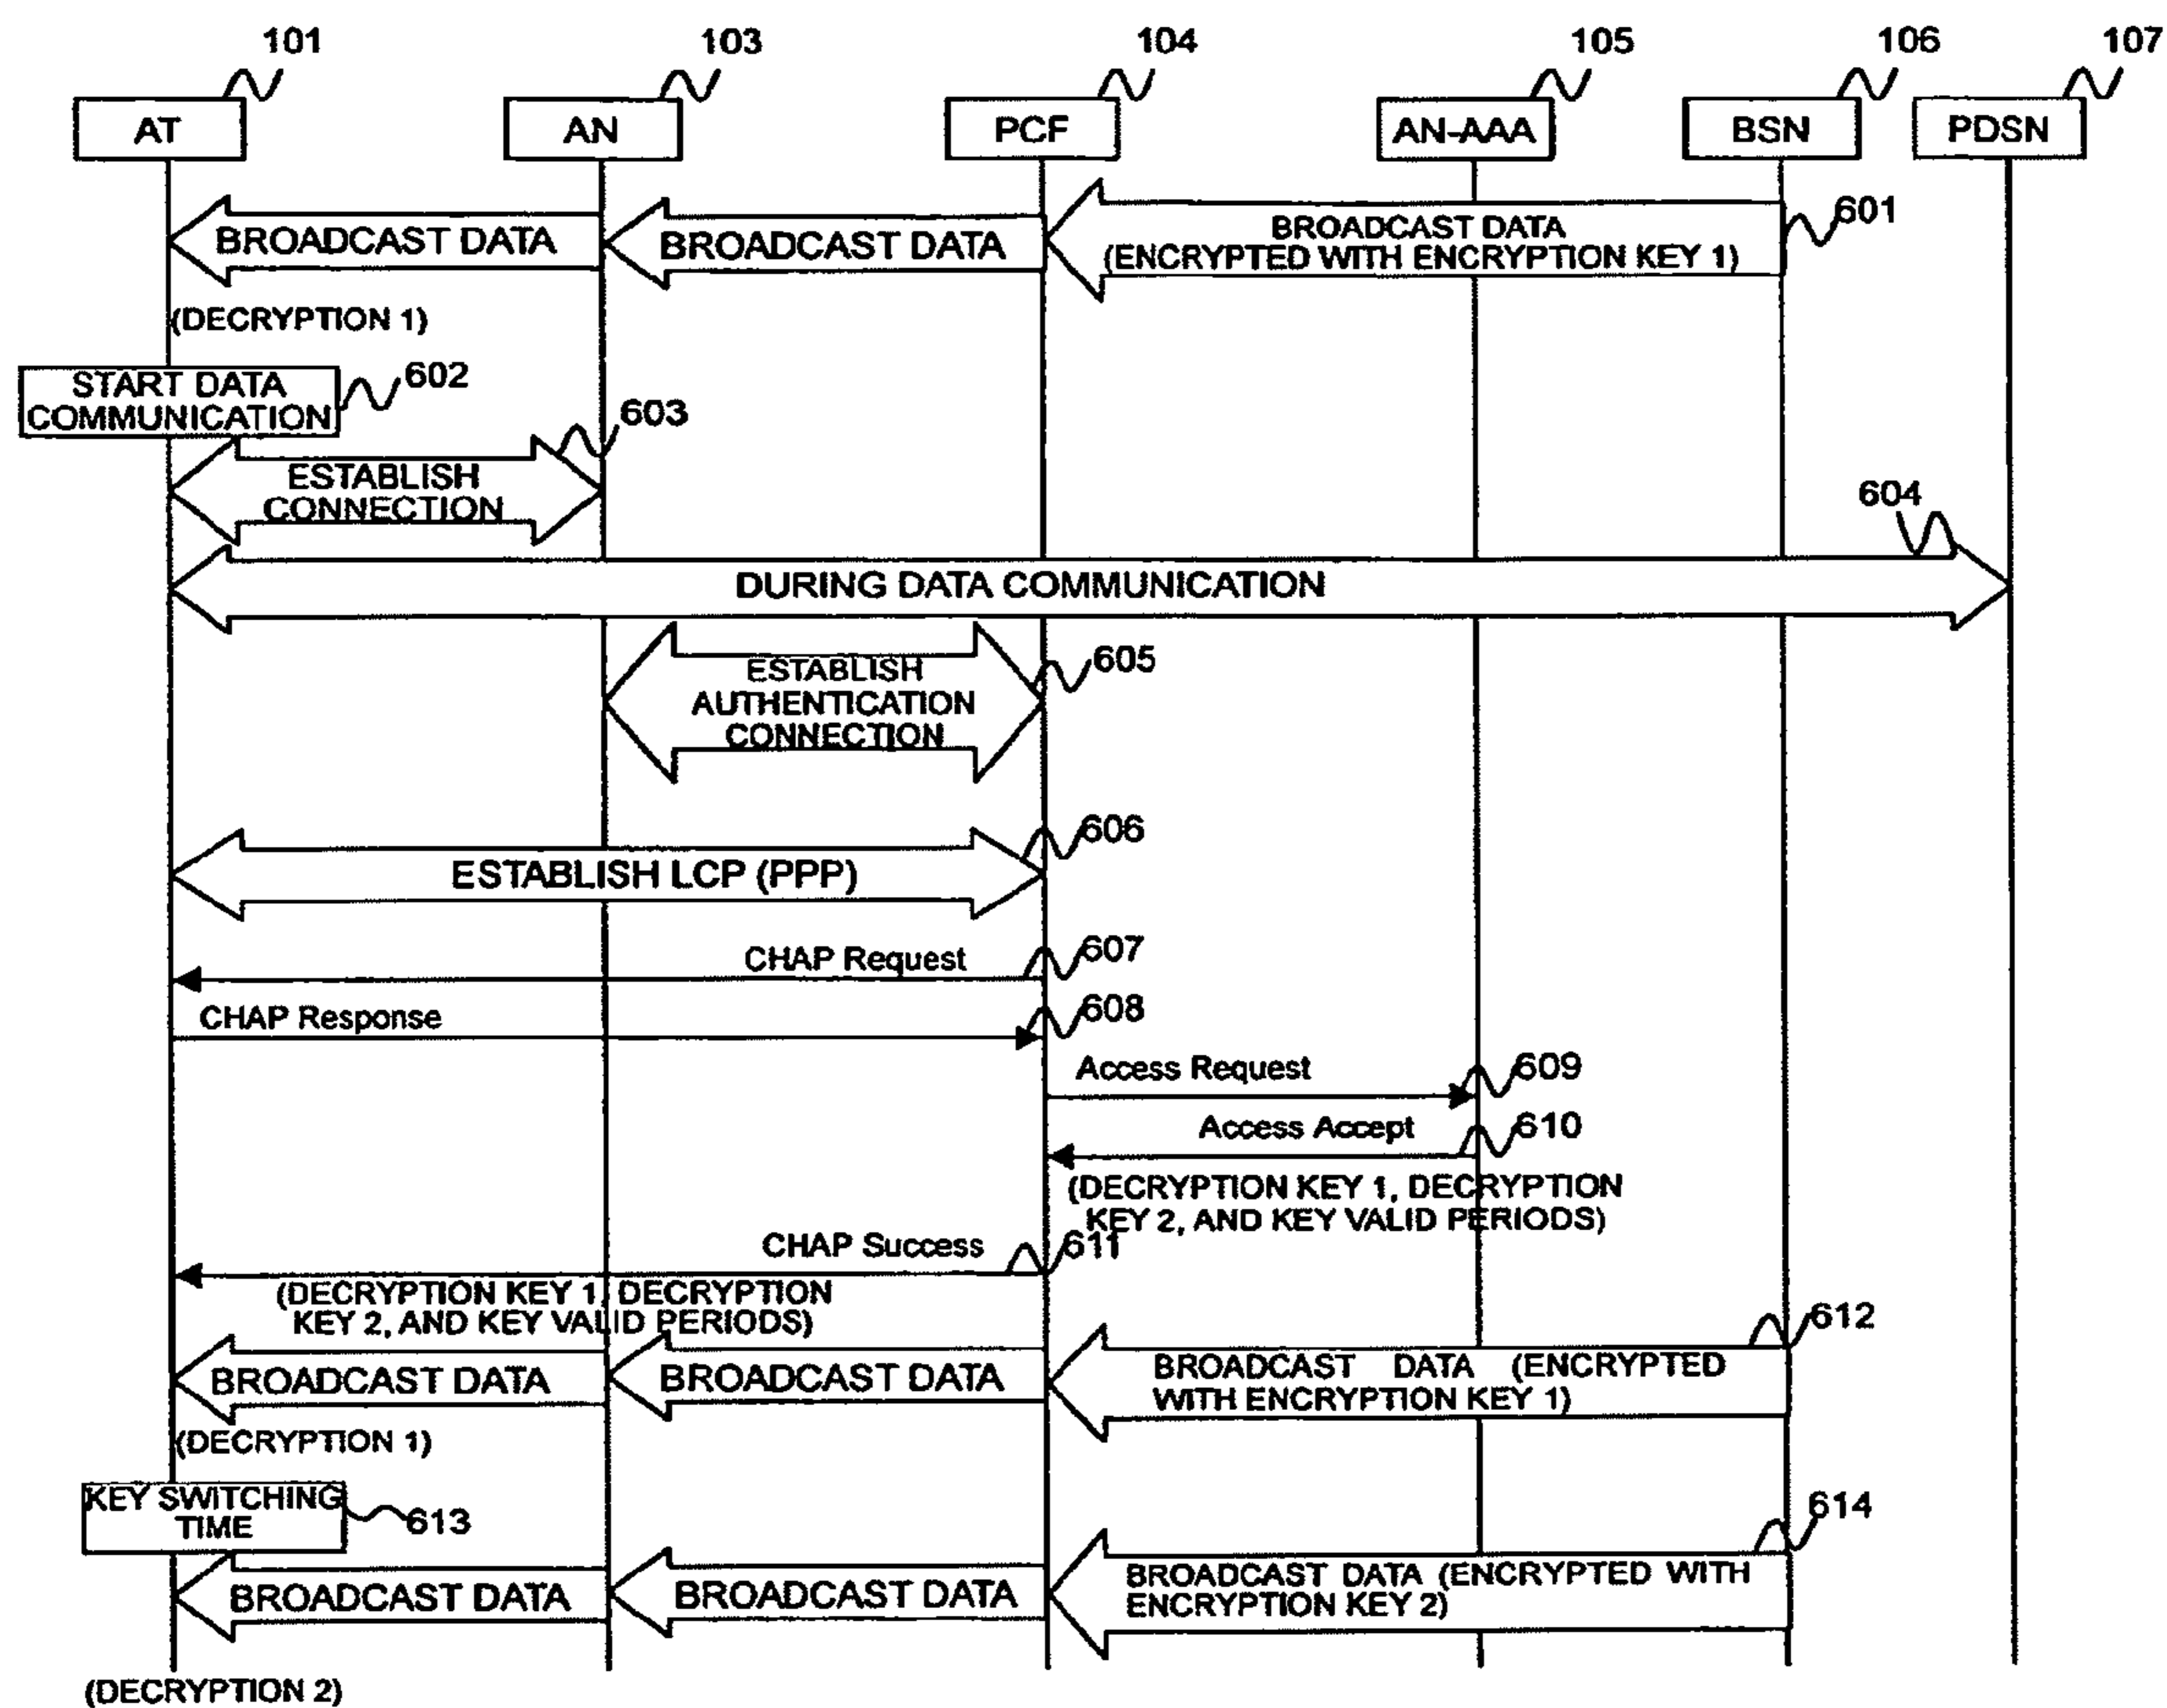 101
103
104
105
106
107
AT
AN
PCF
AN-AAA
BSN
PDSN
BROADCAST DATA
BROADCAST DATA
BROADCAST DATA
(ENCRYPTED WITH ENCRYPTION KEY 1)
601
(DECRYPTION 1)
START DATA
COMMUNICATION
602
603
ESTABLISH
CONNECTION
604
DURING DATA COMMUNICATION
ESTABLISH
AUTHENTICATION
CONNECTION
605
606
ESTABLISH LCP (PPP)
CHAP Request
607
CHAP Response
608
Access Request
609
Access Accept
610
(DECRYPTION KEY 1, DECRYPTION
KEY 2, AND KEY VALID PERIODS)
CHAP Success
611
(DECRYPTION KEY 1, DECRYPTION
KEY 2, AND KEY VALID PERIODS)
612
BROADCAST DATA
BROADCAST DATA
BROADCAST DATA (ENCRYPTED
WITH ENCRYPTION KEY 1)
(DECRYPTION 1)
KEY SWITCHING
TIME
613
614
BROADCAST DATA
BROADCAST DATA
BROADCAST DATA (ENCRYPTED WITH
ENCRYPTION KEY 2)
(DECRYPTION 2)